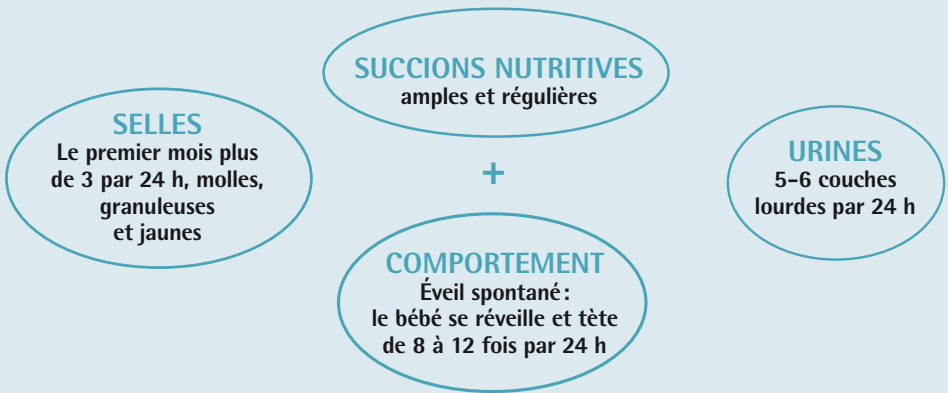 SUCCIONS NUTRITIVES
amples et régulières
SELLES
Le premier mois plus
de 3 par 24 h, molles,
granuleuses
et jaunes
+
URINES
5-6 couches
lourdes par 24 h
COMPORTEMENT
Éveil spontané :
le bébé se réveille et tète
de 8 à 12 fois par 24 h